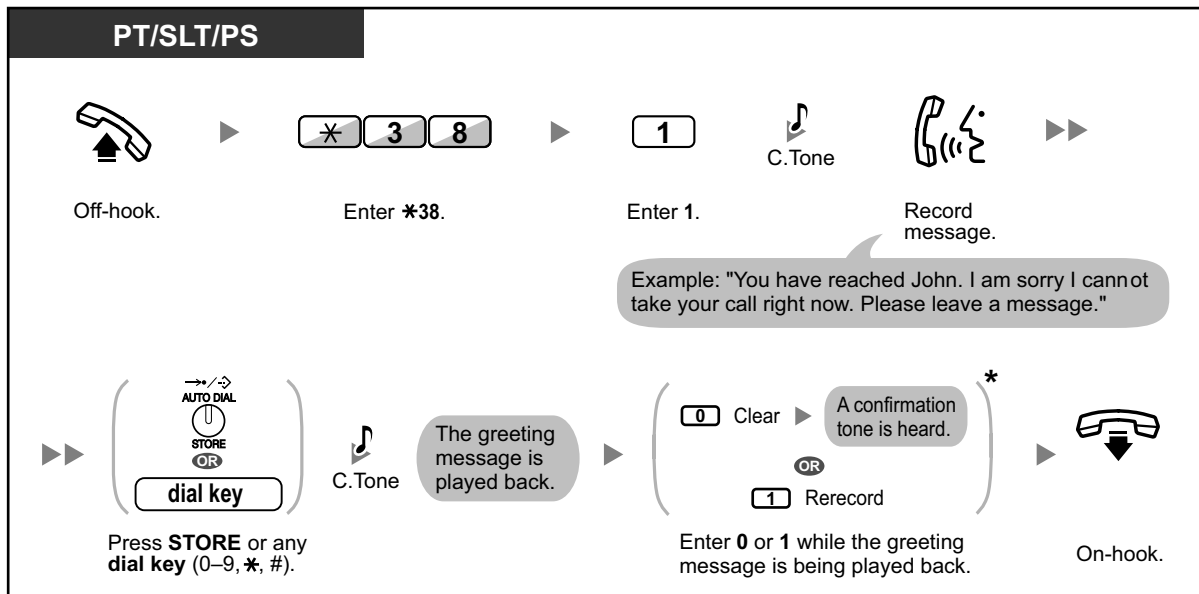 PT/SLT/PS
✳ 3 8
1
C.Tone
Off-hook.
Enter ✳38.
Enter 1.
Record
message.
Example: "You have reached John. I am sorry I cannot
take your call right now. Please leave a message."
AUTO DIAL
STORE
OR
dial key
C.Tone
The greeting
message is
played back.
0 Clear
A confirmation
tone is heard.
*
OR
1 Rerecord
Press STORE or any
dial key (0–9, ✳, #).
Enter 0 or 1 while the greeting
message is being played back.
On-hook.